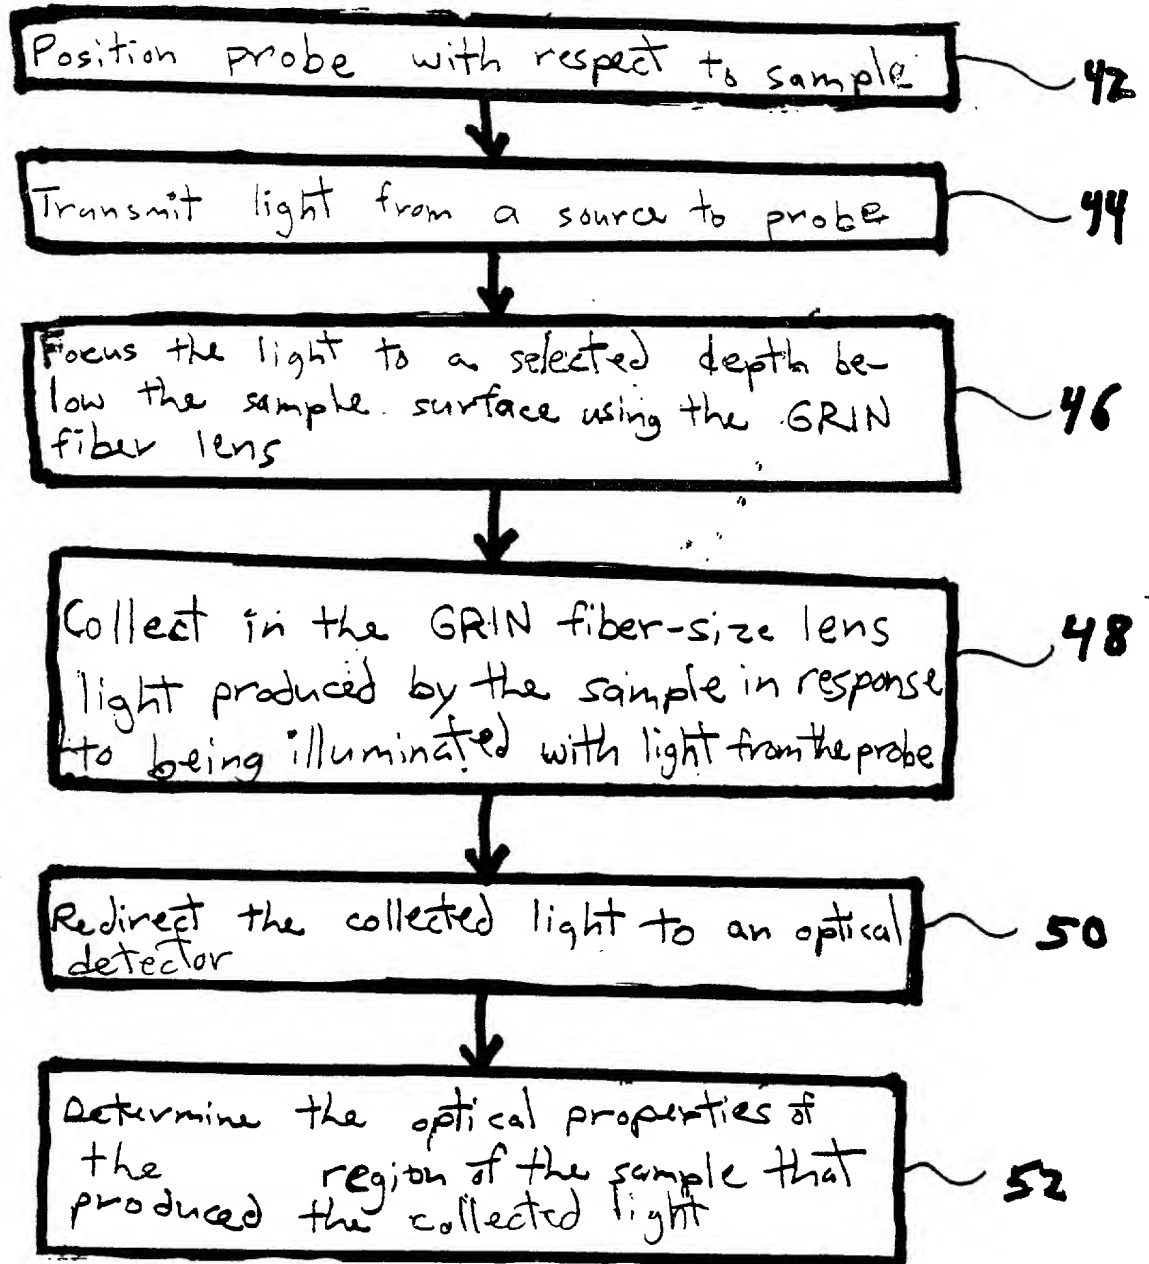 Position probe with respect to sample
42
Transmit light from a source to probe
44
Focus the light to a selected depth be-
low the sample surface using the GRIN
fiber lens
46
Collect in the GRIN fiber-size lens
light produced by the sample in response
to being illuminated with light from the probe
48
Redirect the collected light to an optical
detector
50
Determine the optical properties of
the region of the sample that
produced the collected light
52